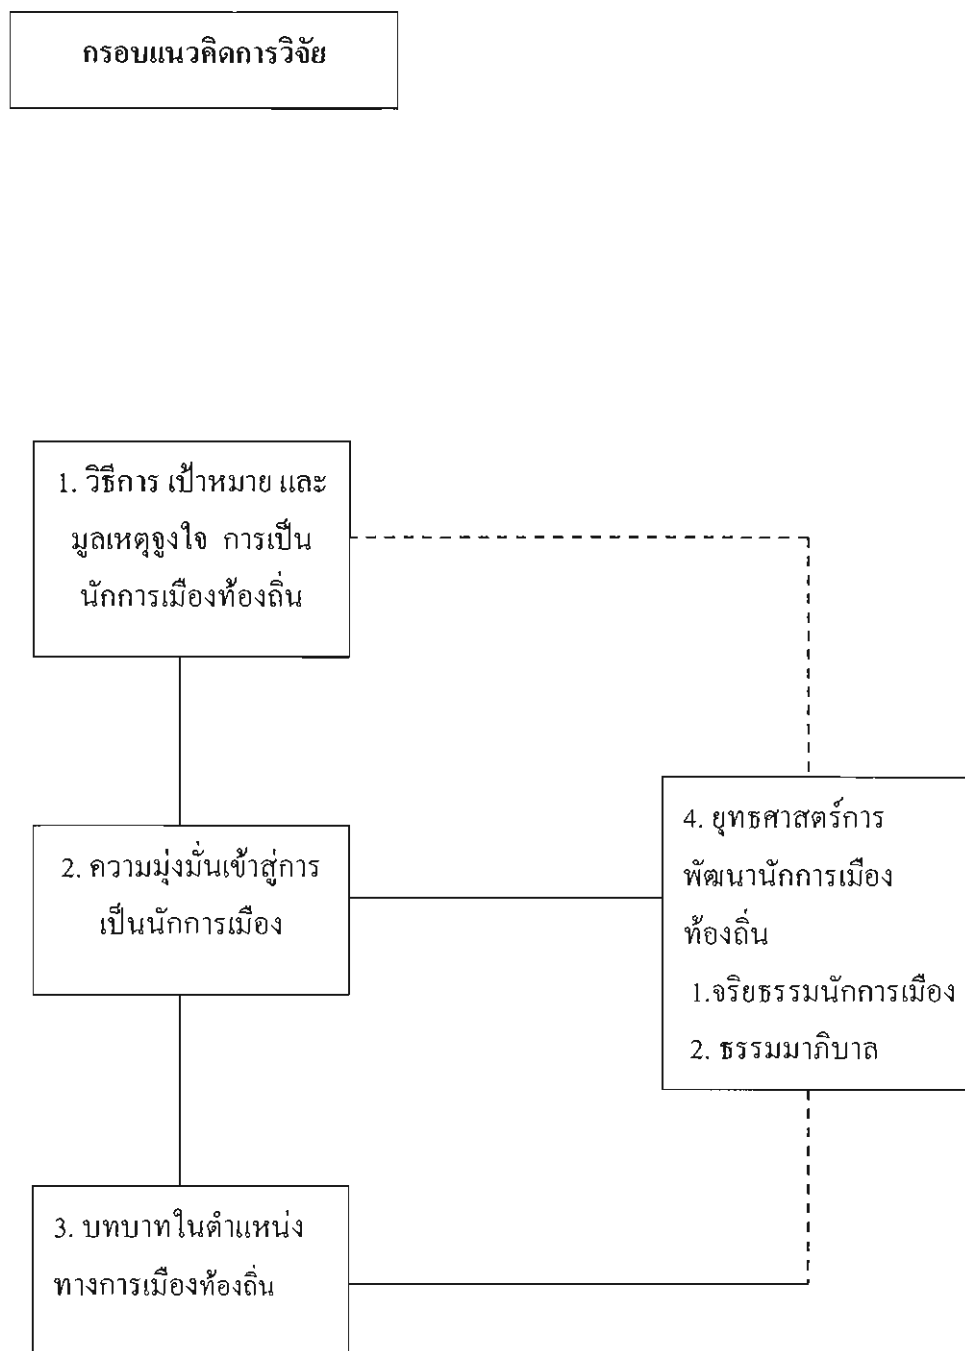 กรอบแนวคิดการวิจัย
1. วิธีการ เป้าหมาย และ
มูลเหตุจูงใจ การเป็น
นักการเมืองท้องถิ่น
2. ความมุ่งมั่นเข้าสู่การ
เป็นนักการเมือง
4. ยุทธศาสตร์การ
พัฒนานักการเมือง
ท้องถิ่น
1.จริยธรรมนักการเมือง
2. ธรรมมาภิบาล
3. บทบาทในตำแหน่ง
ทางการเมืองท้องถิ่น